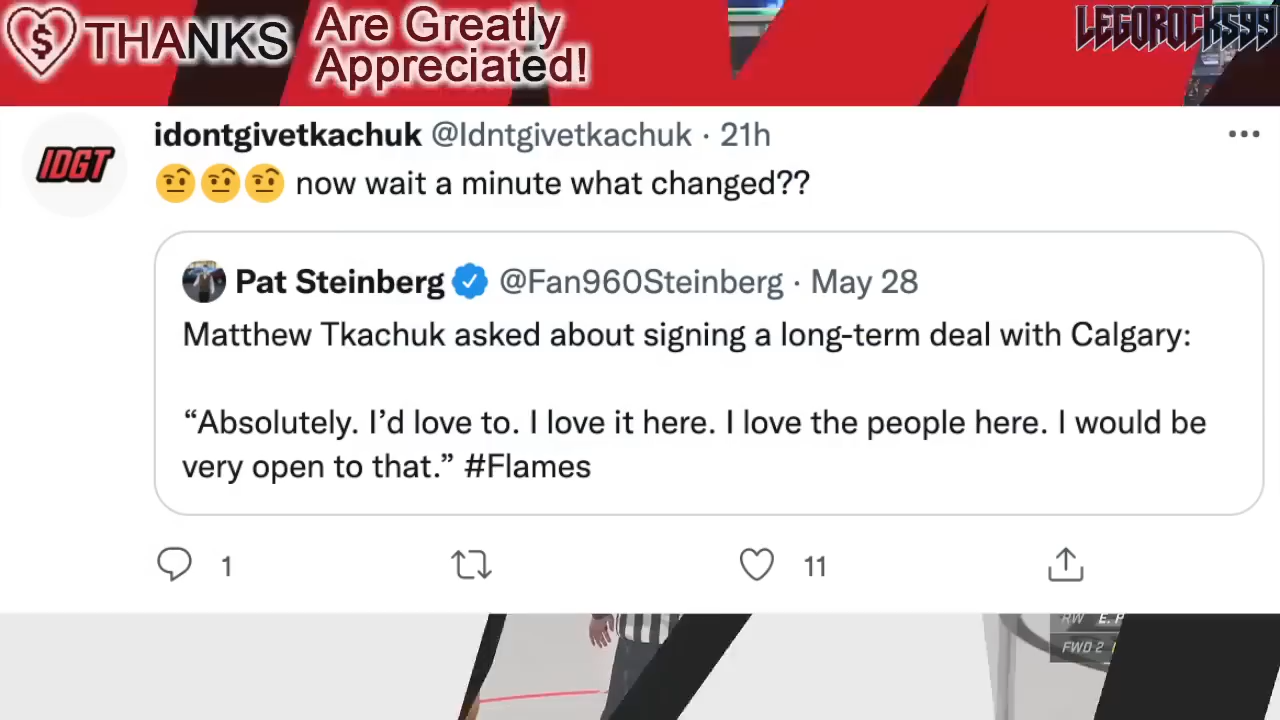 $ THANKS
Are Greatly
Appreciated!
LEGOROCKS99
IDGT
idontgivetkachuk @Idntgivetkachuk · 21h
🤨🤨🤨 now wait a minute what changed??
Pat Steinberg @Fan960Steinberg · May 28
Matthew Tkachuk asked about signing a long-term deal with Calgary:
“Absolutely. I’d love to. I love it here. I love the people here. I would be
very open to that.” #Flames
1
11
RW
FWD 2